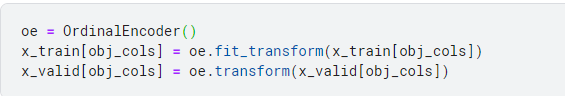 oe = OrdinalEncoder()
x_train[obj_cols] = oe.fit_transform(x_train[obj_cols])
x_valid[obj_cols] = oe.transform(x_valid[obj_cols])